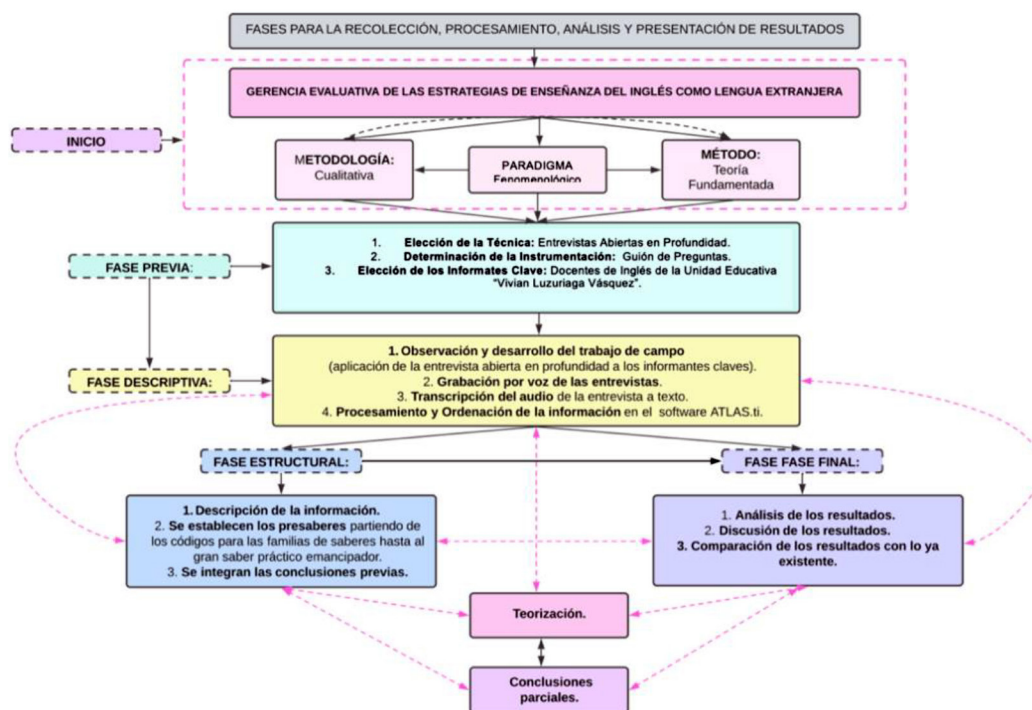 FASES PARA LA RECOLECCIÓN, PROCESAMIENTO, ANÁLISIS Y PRESENTACIÓN DE RESULTADOS
GERENCIA EVALUATIVA DE LAS ESTRATEGIAS DE ENSEÑANZA DEL INGLÉS COMO LENGUA EXTRANJERA
INICIO
METODOLOGÍA:
Cualitativa
PARADIGMA
Fenomenológico
MÉTODO:
Teoría
Fundamentada
FASE PREVIA:
1. Elección de la Técnica: Entrevistas Abiertas en Profundidad.
2. Determinación de la Instrumentación: Guión de Preguntas.
3. Elección de los Informates Clave: Docentes de Inglés de la Unidad Educativa
"Vivian Luzuriaga Vásquez".
FASE DESCRIPTIVA:
1. Observación y desarrollo del trabajo de campo
(aplicación de la entrevista abierta en profundidad a los informantes claves).
2. Grabación por voz de las entrevistas.
3. Transcripción del audio de la entrevista a texto.
4. Procesamiento y Ordenación de la información en el software ATLAS.ti.
FASE ESTRUCTURAL:
1. Descripción de la información.
2. Se establecen los presaberes partiendo de
los códigos para las familias de saberes hasta al
gran saber práctico emancipador.
3. Se integran las conclusiones previas.
FASE FASE FINAL:
1. Análisis de los resultados.
2. Discusión de los resultados.
3. Comparación de los resultados con lo ya
existente.
Teorización.
Conclusiones
parciales.